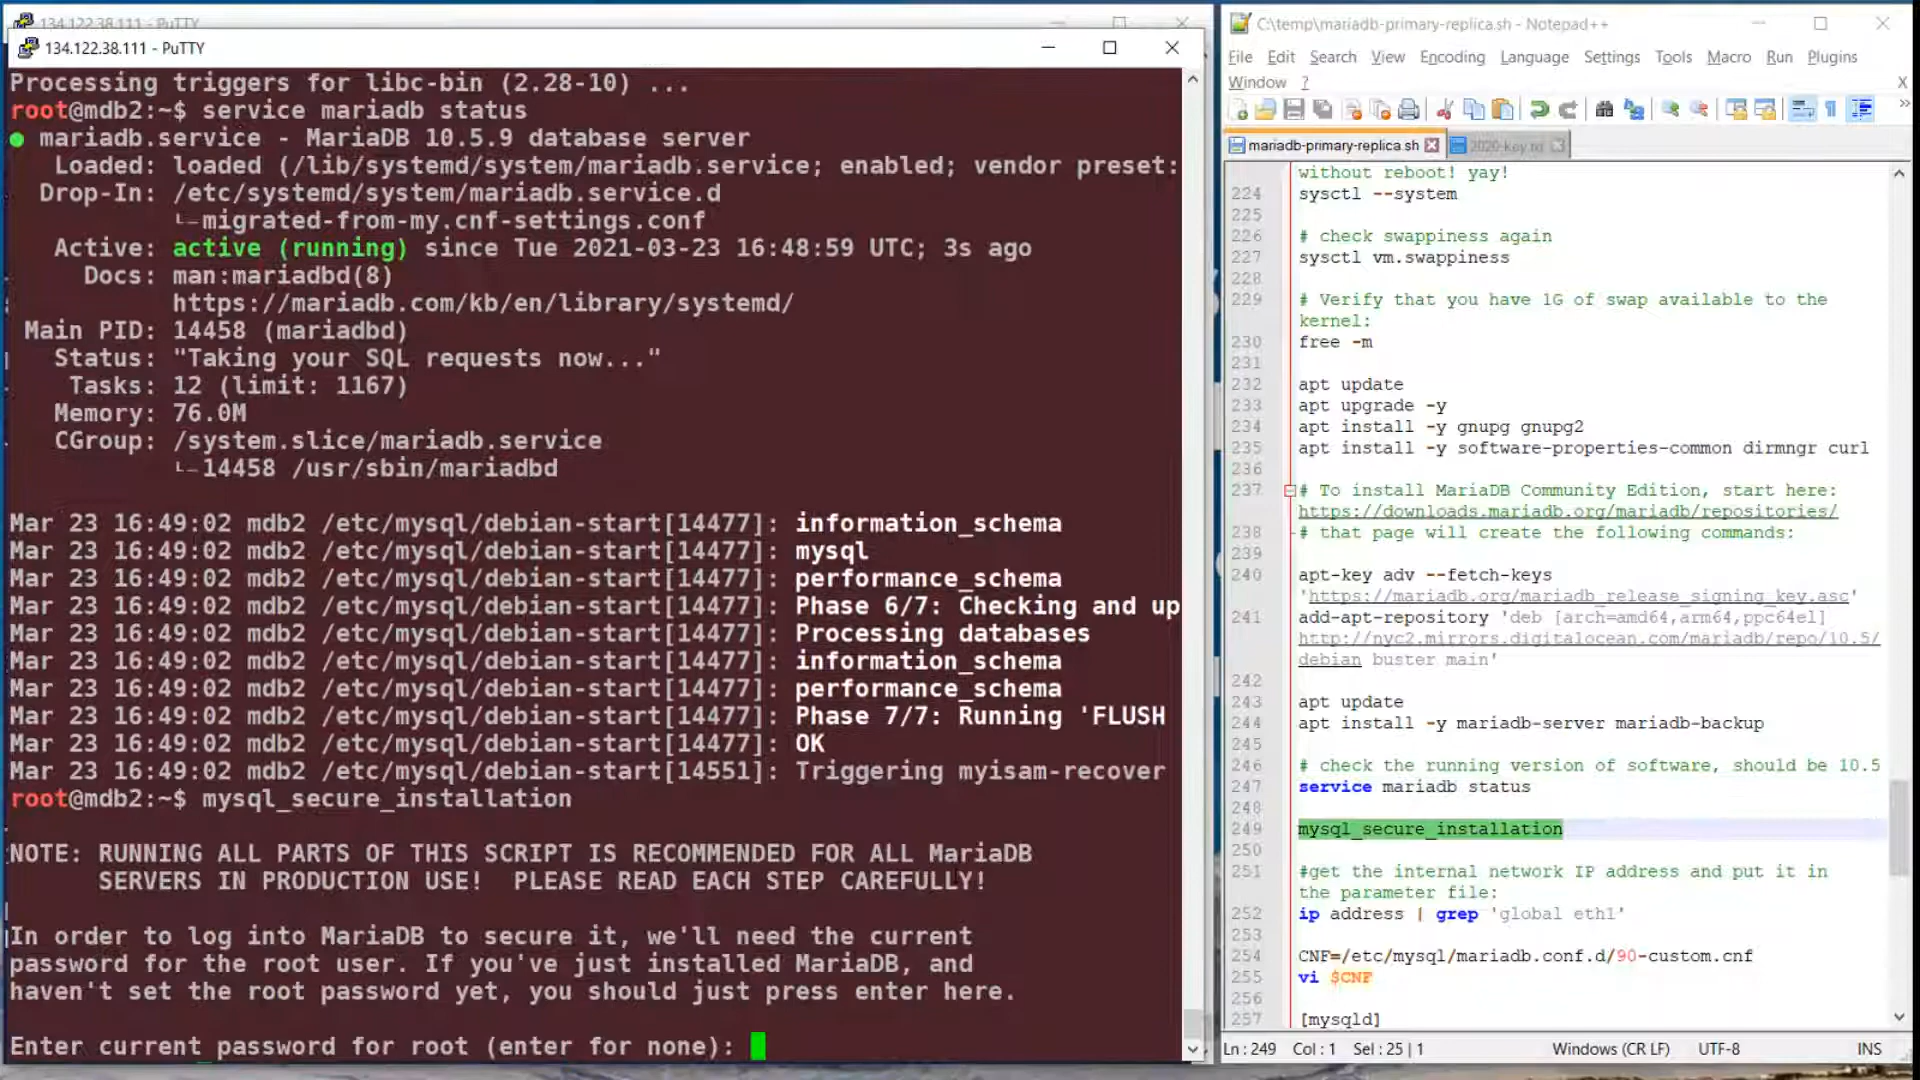 134.122.38.111 - PuTTY
134.122.38.111 - PuTTY
Processing triggers for libc-bin (2.28-10) ...
root@mdb2:~$ service mariadb status
● mariadb.service - MariaDB 10.5.9 database server
Loaded: loaded (/lib/systemd/system/mariadb.service; enabled; vendor preset:
Drop-In: /etc/systemd/system/mariadb.service.d
└─migrated-from-my.cnf-settings.conf
Active: active (running) since Tue 2021-03-23 16:48:59 UTC; 3s ago
Docs: man:mariadbd(8)
https://mariadb.com/kb/en/library/systemd/
Main PID: 14458 (mariadbd)
Status: "Taking your SQL requests now..."
Tasks: 12 (limit: 1167)
Memory: 76.0M
CGroup: /system.slice/mariadb.service
└─14458 /usr/sbin/mariadbd
Mar 23 16:49:02 mdb2 /etc/mysql/debian-start[14477]: information_schema
Mar 23 16:49:02 mdb2 /etc/mysql/debian-start[14477]: mysql
Mar 23 16:49:02 mdb2 /etc/mysql/debian-start[14477]: performance_schema
Mar 23 16:49:02 mdb2 /etc/mysql/debian-start[14477]: Phase 6/7: Checking and up
Mar 23 16:49:02 mdb2 /etc/mysql/debian-start[14477]: Processing databases
Mar 23 16:49:02 mdb2 /etc/mysql/debian-start[14477]: information_schema
Mar 23 16:49:02 mdb2 /etc/mysql/debian-start[14477]: performance_schema
Mar 23 16:49:02 mdb2 /etc/mysql/debian-start[14477]: Phase 7/7: Running 'FLUSH
Mar 23 16:49:02 mdb2 /etc/mysql/debian-start[14477]: OK
Mar 23 16:49:02 mdb2 /etc/mysql/debian-start[14551]: Triggering myisam-recover
root@mdb2:~$ mysql_secure_installation
NOTE: RUNNING ALL PARTS OF THIS SCRIPT IS RECOMMENDED FOR ALL MariaDB
SERVERS IN PRODUCTION USE!  PLEASE READ EACH STEP CAREFULLY!
In order to log into MariaDB to secure it, we'll need the current
password for the root user. If you've just installed MariaDB, and
haven't set the root password yet, you should just press enter here.
Enter current password for root (enter for none):
C:\temp\mariadb-primary-replica.sh - Notepad++
File Edit Search View Encoding Language Settings Tools Macro Run Plugins
Window ? X
mariadb-primary-replica.sh 2020-key.txt
without reboot! yay!
224 sysctl --system
225
226 # check swappiness again
227 sysctl vm.swappiness
228
229 # Verify that you have 1G of swap available to the
kernel:
230 free -m
231
232 apt update
233 apt upgrade -y
234 apt install -y gnupg gnupg2
235 apt install -y software-properties-common dirmngr curl
236
237 # To install MariaDB Community Edition, start here:
https://downloads.mariadb.org/mariadb/repositories/
238 # that page will create the following commands:
239
240 apt-key adv --fetch-keys
'https://mariadb.org/mariadb_release_signing_key.asc'
241 add-apt-repository 'deb [arch=amd64,arm64,ppc64el]
http://nyc2.mirrors.digitalocean.com/mariadb/repo/10.5/
debian buster main'
242
243 apt update
244 apt install -y mariadb-server mariadb-backup
245
246 # check the running version of software, should be 10.5
247 service mariadb status
248
249 mysql_secure_installation
250
251 #get the internal network IP address and put it in
the parameter file:
252 ip address | grep 'global eth1'
253
254 CNF=/etc/mysql/mariadb.conf.d/90-custom.cnf
255 vi $CNF
256
257 [mysqld]
Ln : 249 Col : 1 Sel : 25 | 1 Windows (CR LF) UTF-8 INS